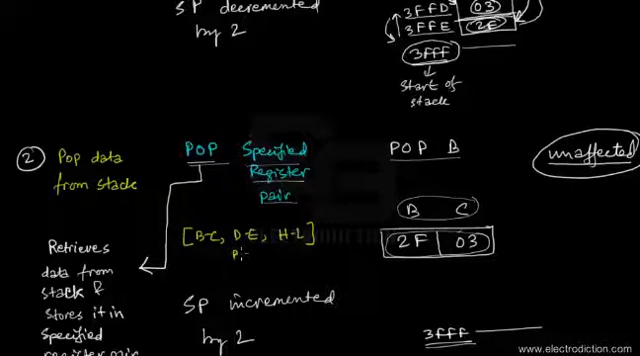 SP decremented
by 2
3FFD 03
3FFE 2F
3FFF
Start of
stack
2 Pop data
from stack
POP Specified
Register
pair
POP B
unaffected
B C
[B-C, D-E, H-L]
2F 03
Retrieves
data from
stack &
stores it in
Specified
register pair
SP incremented
by 2
3FFF
www.electrodiction.com